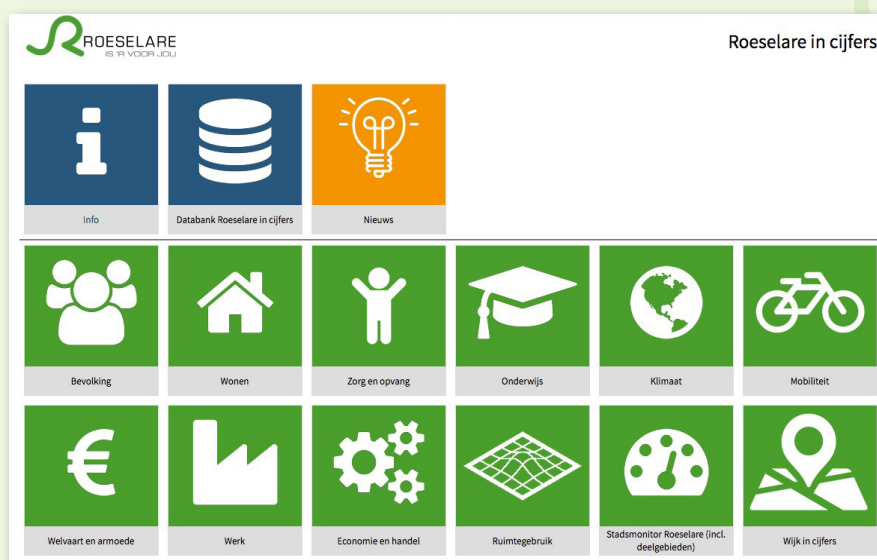 ROESELARE
IS 'R VOOR JOU
Roeselare in cijfers
Info
Databank Roeselare in cijfers
Nieuws
Bevolking
Wonen
Zorg en opvang
Onderwijs
Klimaat
Mobiliteit
Welvaart en armoede
Werk
Economie en handel
Ruimtegebruik
Stadsmonitor Roeselare (incl.
deelgebieden)
Wijk in cijfers